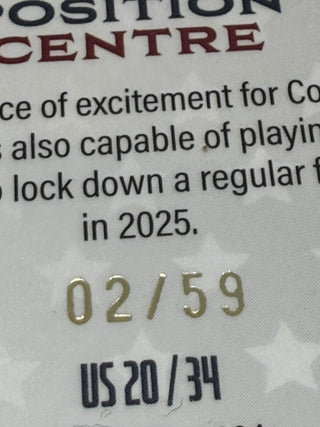 POSITION
CENTRE
ce of excitement for Co
also capable of playin
lock down a regular f
in 2025.
02/59
US 20/34